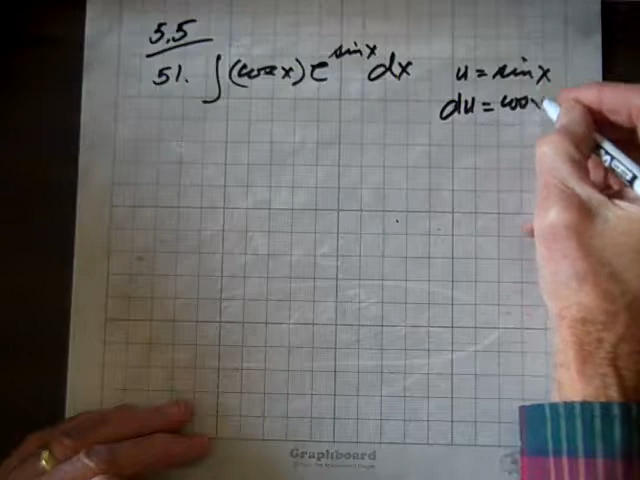 5.5
51. ∫(cos x) e^sin x dx
u = sin x
du = cos x
Graphboard